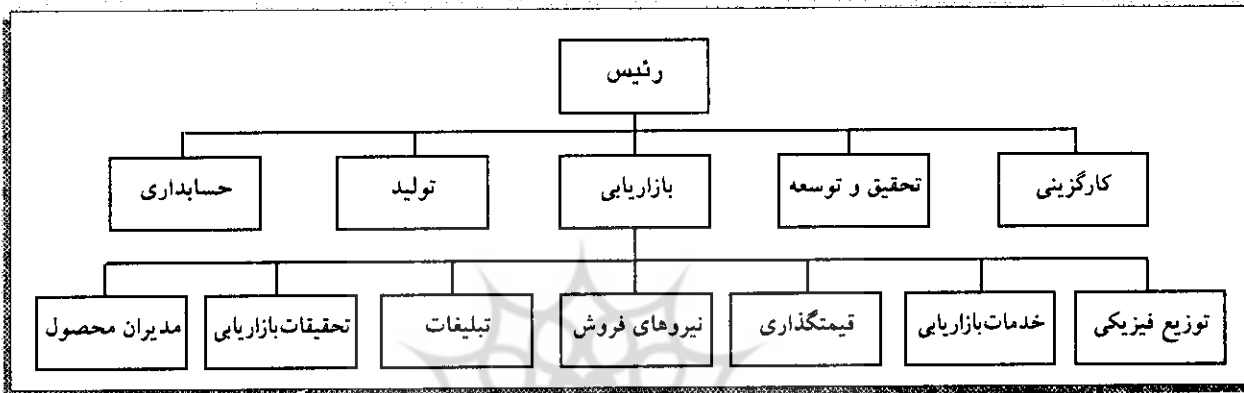 رئیس
کارگزینی
تحقیق و توسعه
بازاریابی
تولید
حسابداری
توزیع فیزیکی
خدمات‌بازاریابی
قیمتگذاری
نیروهای فروش
تبلیغات
تحقیقات‌بازاریابی
مدیران محصول